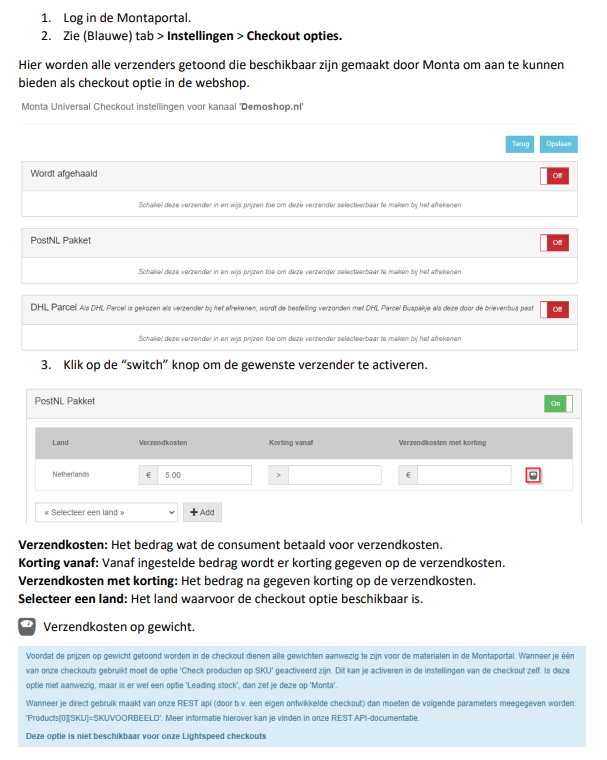 1. Log in de Montaportal.
2. Zie (Blauwe) tab > Instellingen > Checkout opties.
Hier worden alle verzenders getoond die beschikbaar zijn gemaakt door Monta om aan te kunnen
bieden als checkout optie in de webshop.
Monta Universal Checkout instellingen voor kanaal 'Demoshop.nl'
Terug Opslaan
Wordt afgehaald Off
Schakel deze verzender in en wijs prijzen toe om deze verzender selecteerbaar te maken bij het afrekenen
PostNL Pakket Off
Schakel deze verzender in en wijs prijzen toe om deze verzender selecteerbaar te maken bij het afrekenen
DHL Parcel Als DHL Parcel is gekozen als verzender bij het afrekenen, wordt de bestelling verzonden met DHL Parcel Buspakje als deze door de brievenbus past Off
Schakel deze verzender in en wijs prijzen toe om deze verzender selecteerbaar te maken bij het afrekenen
3. Klik op de “switch” knop om de gewenste verzender te activeren.
PostNL Pakket On
Land Verzendkosten Korting vanaf Verzendkosten met korting
Netherlands € 5.00 > €
« Selecteer een land » + Add
Verzendkosten: Het bedrag wat de consument betaald voor verzendkosten.
Korting vanaf: Vanaf ingestelde bedrag wordt er korting gegeven op de verzendkosten.
Verzendkosten met korting: Het bedrag na gegeven korting op de verzendkosten.
Selecteer een land: Het land waarvoor de checkout optie beschikbaar is.
Verzendkosten op gewicht.
Voordat de prijzen op gewicht getoond worden in de checkout dienen alle gewichten aanwezig te zijn voor de materialen in de Montaportal. Wanneer je één
van onze checkouts gebruikt moet de optie 'Check producten op SKU' geactiveerd zijn. Dit kan je activeren in de instellingen van de checkout zelf. Is deze
optie niet aanwezig, maar is er wel een optie 'Leading stock', dan zet je deze op 'Monta'.
Wanneer je direct gebruik maakt van onze REST api (door b.v. een eigen ontwikkelde checkout) dan moeten de volgende parameters meegegeven worden:
'Products[0][SKU]=SKUVOORBEELD'. Meer informatie hierover kan je vinden in onze REST API-documentatie.
Deze optie is niet beschikbaar voor onze Lightspeed checkouts